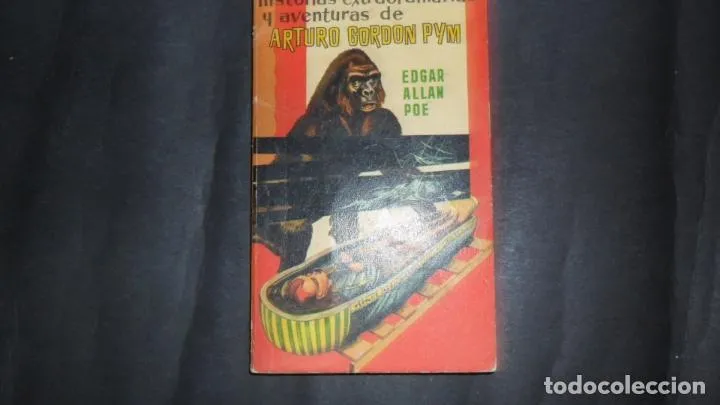 historias extraordinarias
y aventuras de
ARTURO GORDON PYM
EDGAR
ALLAN
POE
todocoleccion